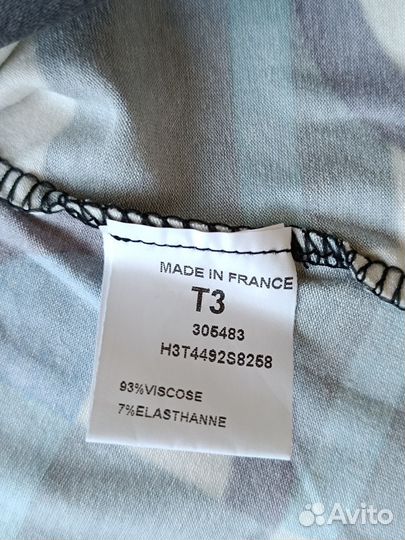 MADE IN FRANCE
T3
305483
H3T4492S8258
93%VISCOSE
7%ELASTHANNE
Avito